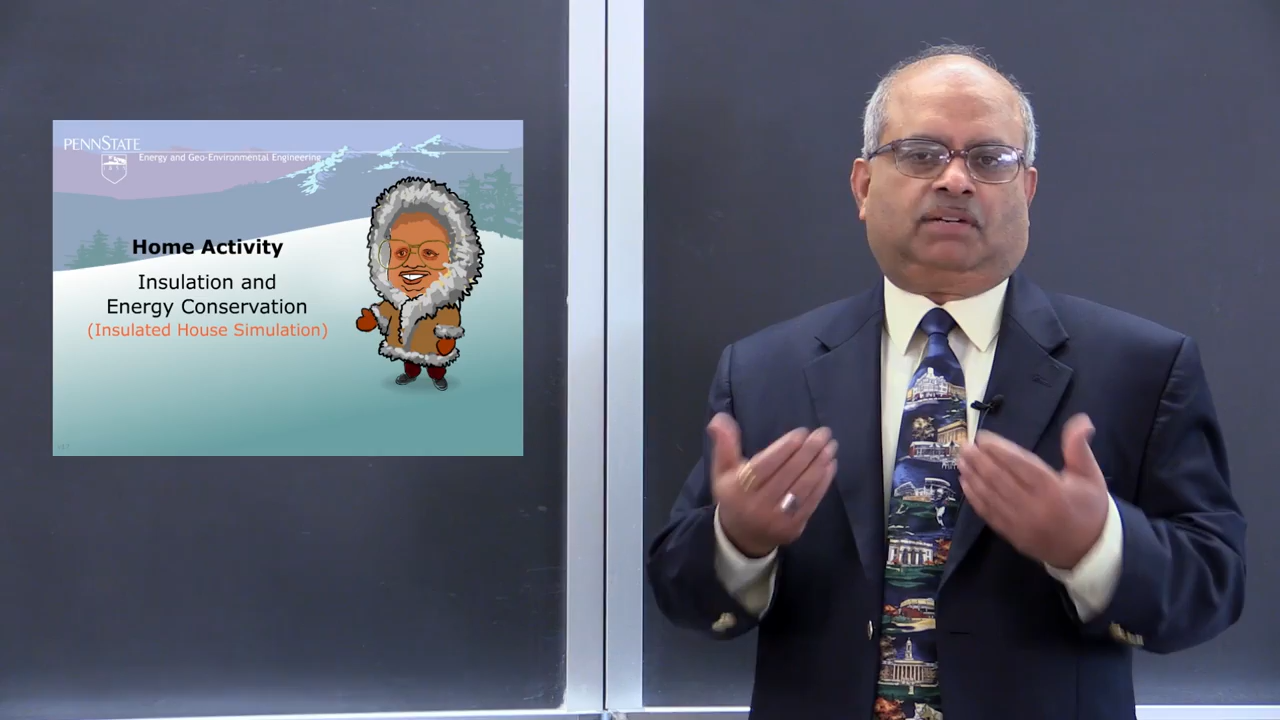 PENNSTATE
Energy and Geo-Environmental Engineering
Home Activity
Insulation and
Energy Conservation
(Insulated House Simulation)